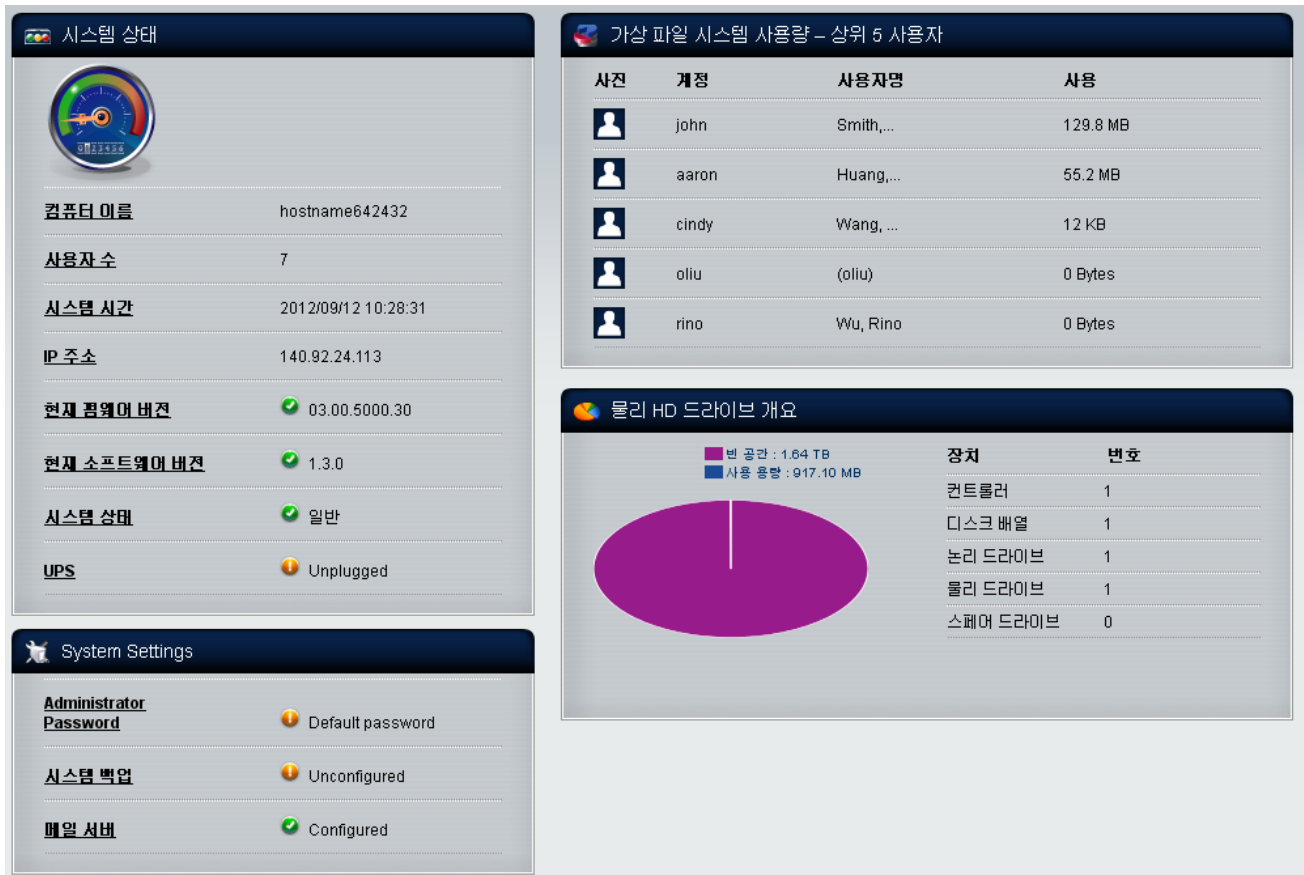 시스템 상태
0123456
컴퓨터 이름 hostname642432
사용자 수 7
시스템 시간 2012/09/12 10:28:31
IP 주소 140.92.24.113
현재 펌웨어 버전 03.00.5000.30
현재 소프트웨어 버전 1.3.0
시스템 상태 일반
UPS Unplugged
System Settings
Administrator
Password Default password
시스템 백업 Unconfigured
메일 서버 Configured
가상 파일 시스템 사용량 – 상위 5 사용자
사진 계정 사용자명 사용
john Smith,... 129.8 MB
aaron Huang,... 55.2 MB
cindy Wang, ... 12 KB
oliu (oliu) 0 Bytes
rino Wu, Rino 0 Bytes
물리 HD 드라이브 개요
빈 공간 : 1.64 TB
사용 용량 : 917.10 MB
장치 번호
컨트롤러 1
디스크 배열 1
논리 드라이브 1
물리 드라이브 1
스페어 드라이브 0